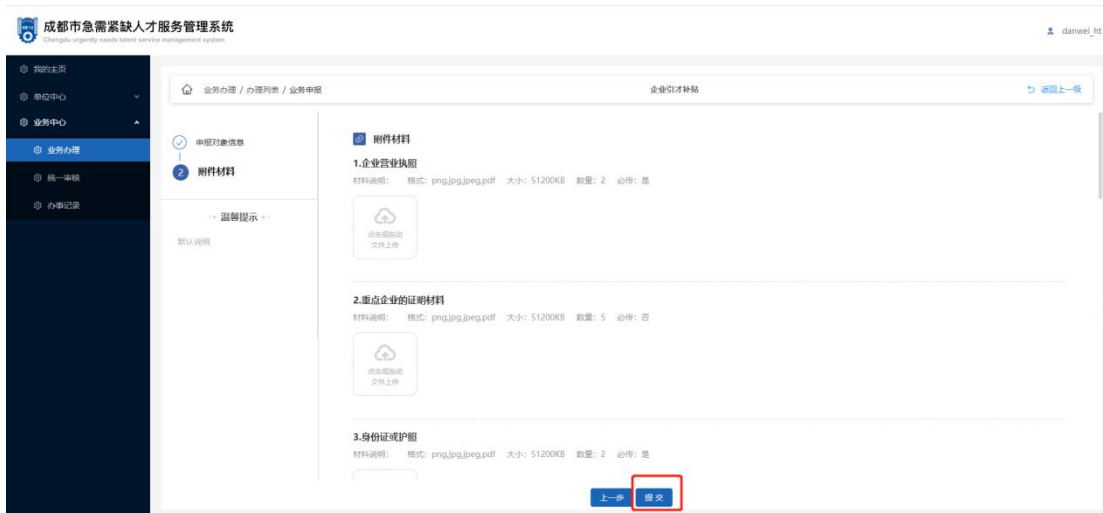 成都市急需紧缺人才服务管理系统
Chengdu urgently needs talent service management system
danwei_ht
我的主页
单位中心
业务中心
业务办理
统一审核
办事记录
业务办理 / 办理列表 / 业务申报
企业引才补贴
返回上一级
申报对象信息
2 附件材料
温馨提示
默认说明
附件材料
1.企业营业执照
材料说明: 格式: png,jpg,jpeg,pdf 大小: 51200KB 数量: 2 必传: 是
点击或拖动
文件上传
2.重点企业的证明材料
材料说明: 格式: png,jpg,jpeg,pdf 大小: 51200KB 数量: 5 必传: 否
点击或拖动
文件上传
3.身份证或护照
材料说明: 格式: png,jpg,jpeg,pdf 大小: 51200KB 数量: 2 必传: 是
上一步
提交